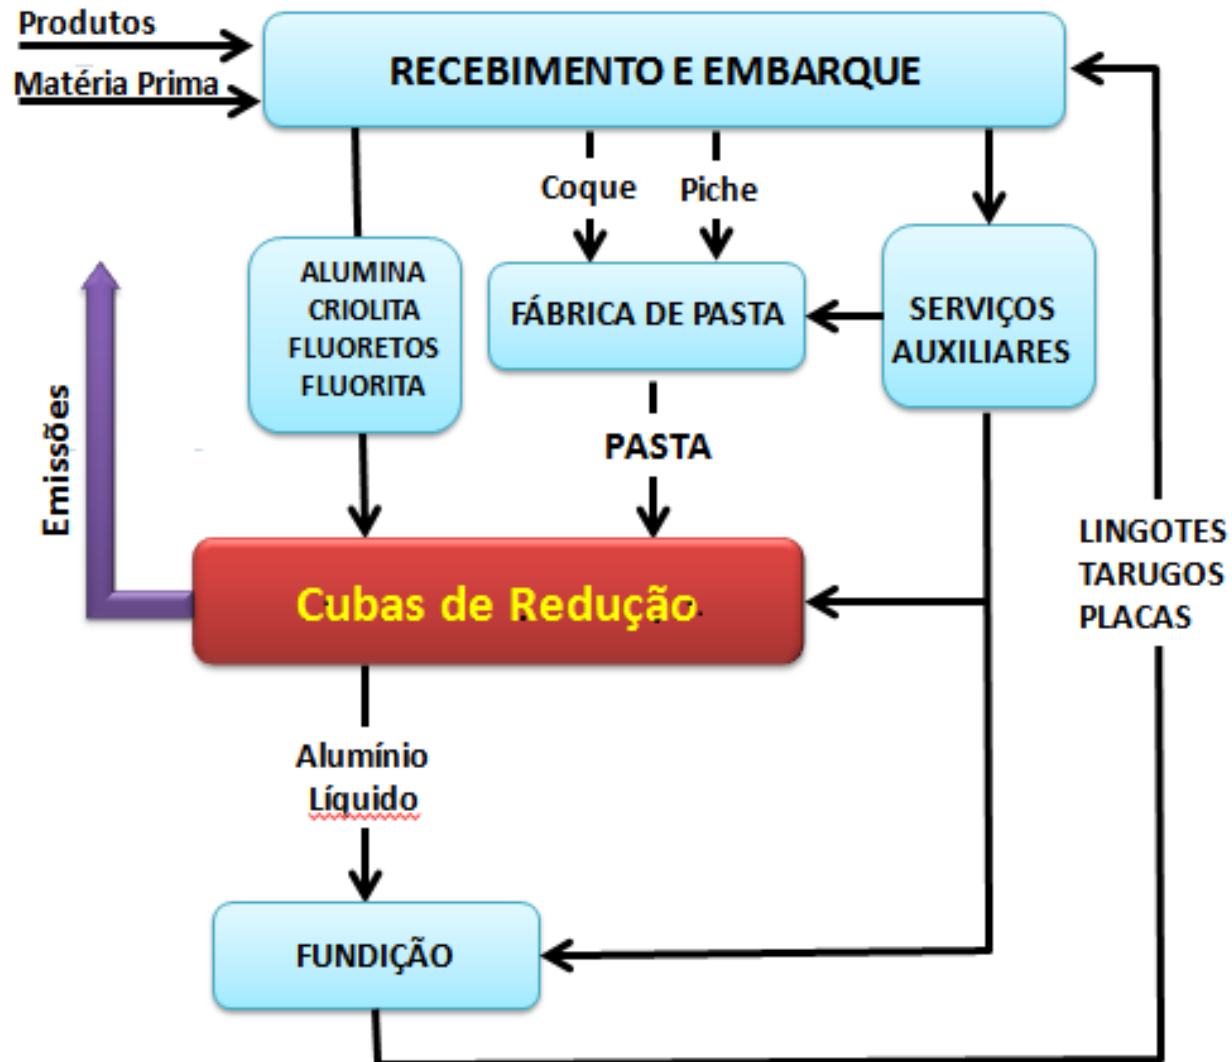 Produtos
Matéria Prima
RECEBIMENTO E EMBARQUE
Coque
Piche
ALUMINA
CRIOLITA
FLUORETOS
FLUORITA
FÁBRICA DE PASTA
SERVIÇOS
AUXILIARES
Emissões
PASTA
LINGOTES
TARUGOS
PLACAS
Cubas de Redução
Alumínio
Líquido
FUNDIÇÃO